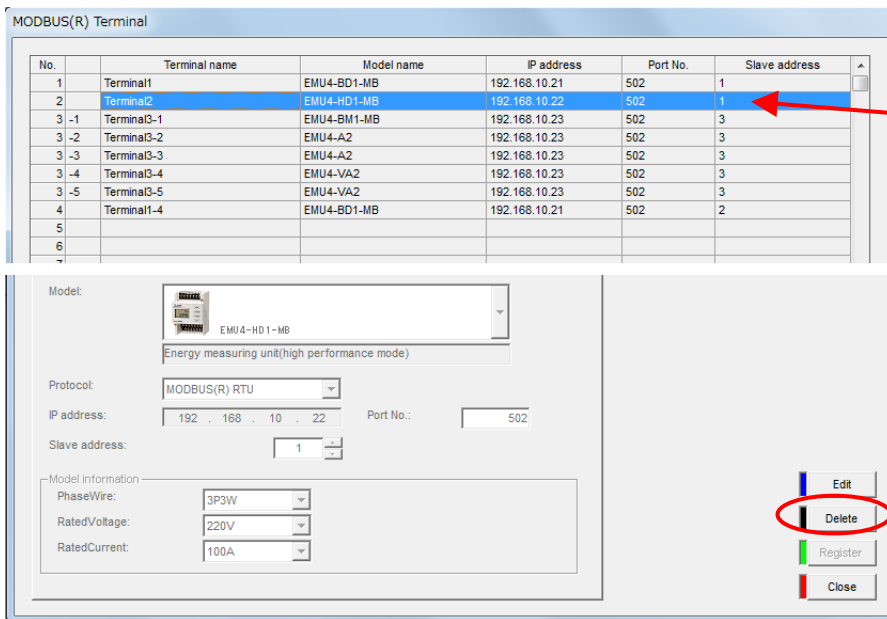 MODBUS(R) Terminal
No. Terminal name Model name IP address Port No. Slave address
1 Terminal1 EMU4-BD1-MB 192.168.10.21 502 1
2 Terminal2 EMU4-HD1-MB 192.168.10.22 502 1
3 -1 Terminal3-1 EMU4-BM1-MB 192.168.10.23 502 3
3 -2 Terminal3-2 EMU4-A2 192.168.10.23 502 3
3 -3 Terminal3-3 EMU4-A2 192.168.10.23 502 3
3 -4 Terminal3-4 EMU4-VA2 192.168.10.23 502 3
3 -5 Terminal3-5 EMU4-VA2 192.168.10.23 502 3
4 Terminal1-4 EMU4-BD1-MB 192.168.10.21 502 2
5
6
Model:
EMU4-HD1-MB
Energy measuring unit(high performance mode)
Protocol: MODBUS(R) RTU
IP address: 192 . 168 . 10 . 22 Port No.: 502
Slave address: 1
Model information
PhaseWire: 3P3W
RatedVoltage: 220V
RatedCurrent: 100A
Edit
Delete
Register
Close